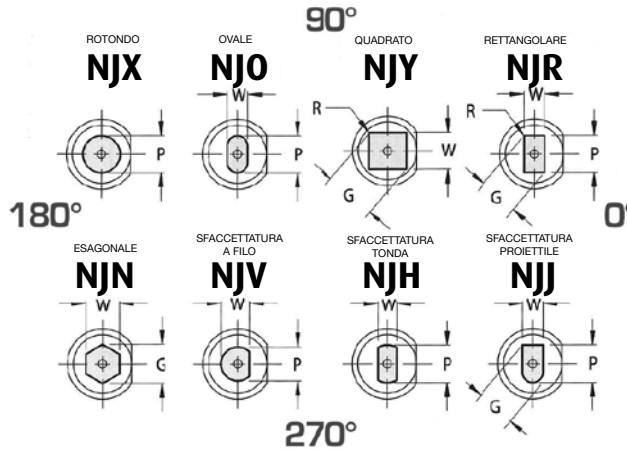 90°
ROTONDO
NJX
P
OVALE
NJO
W
P
QUADRATO
NJY
R
W
G
RETTANGOLARE
NJR
W
R
P
G
180°
0°
ESAGONALE
NJN
W
G
SFACCETTATURA
A FILO
NJV
W
P
SFACCETTATURA
TONDA
NJH
W
P
SFACCETTATURA
PROIETTILE
NJJ
W
P
G
270°